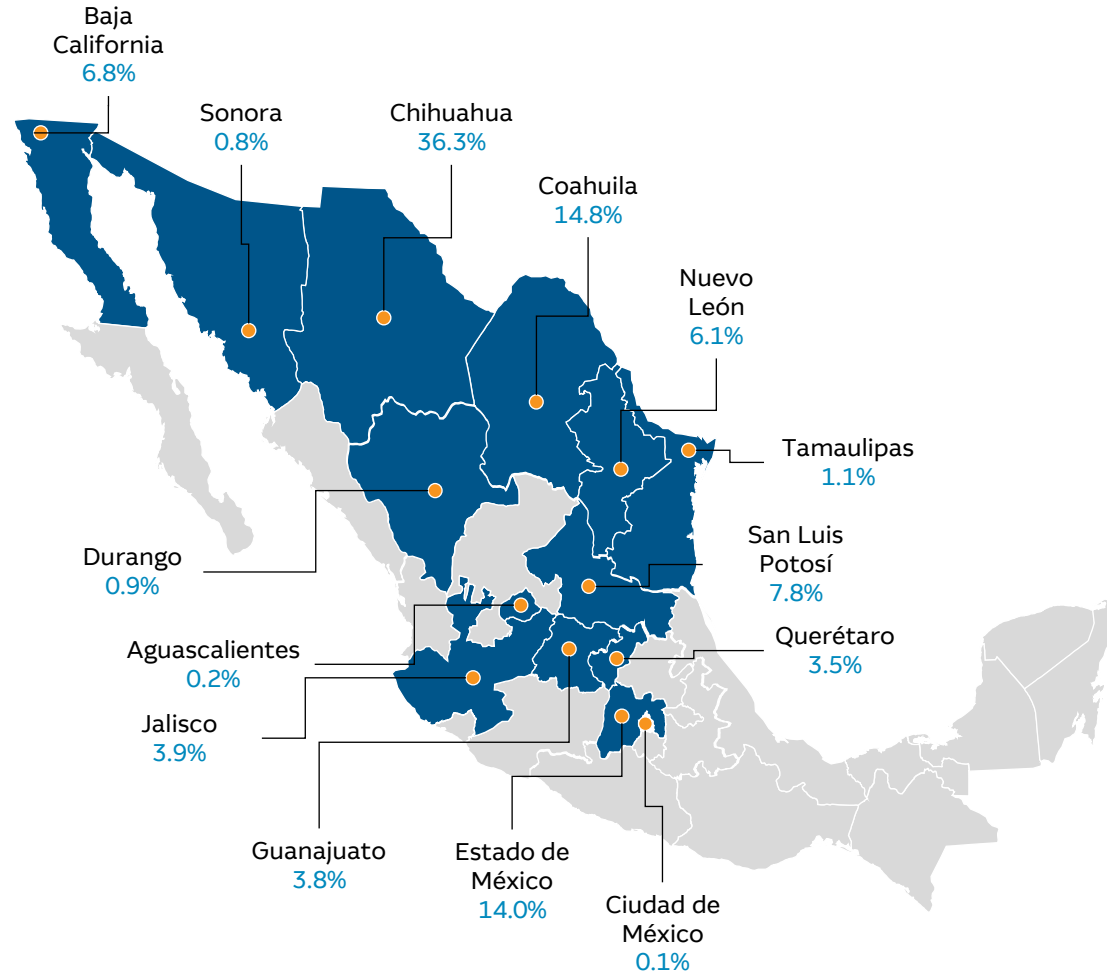 Baja
California
6.8%
Sonora
0.8%
Chihuahua
36.3%
Coahuila
14.8%
Nuevo
León
6.1%
Tamaulipas
1.1%
San Luis
Potosí
7.8%
Durango
0.9%
Querétaro
3.5%
Aguascalientes
0.2%
Jalisco
3.9%
Guanajuato
3.8%
Estado de
México
14.0%
Ciudad de
México
0.1%